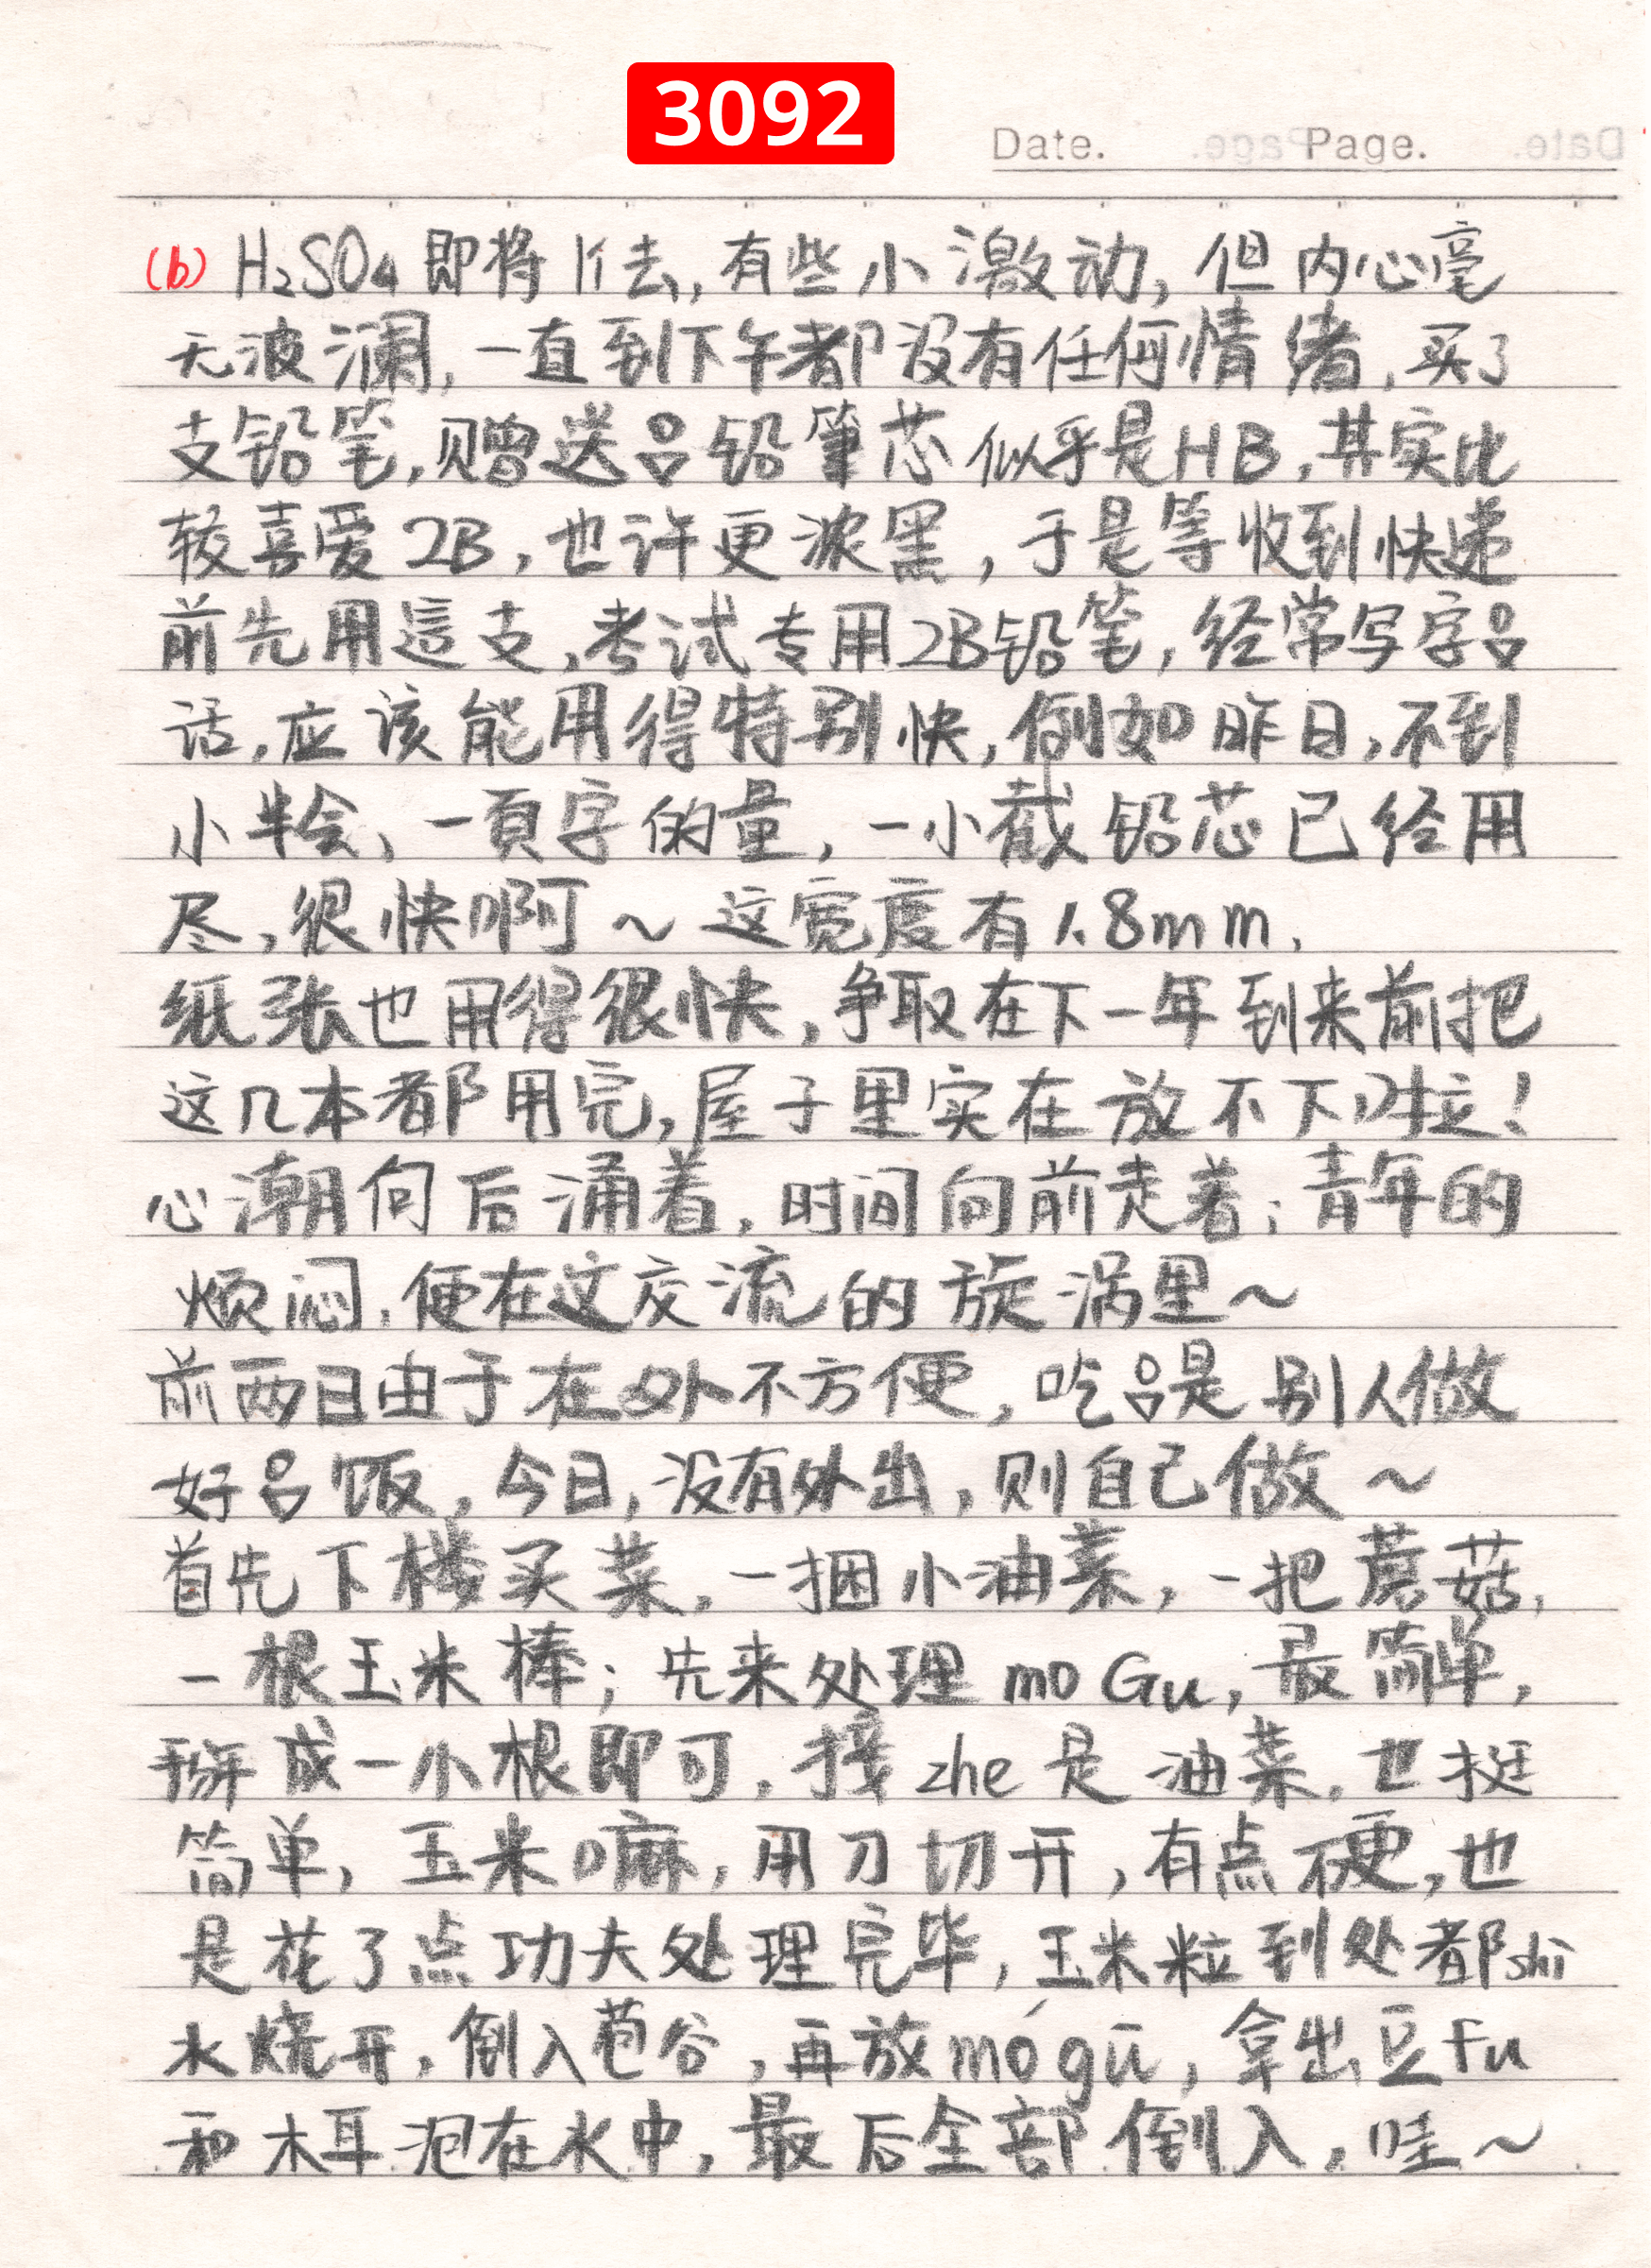 3092
Date. Page.
(b) H₂SO₄即将li去,有些小激动,但内心毫
无波澜,一直到下午都没有任何情绪,买了
支铅笔,赠送吕铅筆芯似乎是HB,其实比
较喜爱2B,也许更浓黑,于是等收到快递
前先用這支,考试专用2B铅笔,经常写字吕
话,应该能用得特别快,例如昨日,不到
小半会、一頁字的量,一小截铅芯已经用
尽,很快啊~这宽度有1.8mm.
纸张也用得很快,争取在下一年到来前把
这几本都用完,屋子里实在放不下啦!
心潮向后涌着,时间向前走着;青年的
烦闷,便在这交流的旋涡里~
前两日由于在外不方便,吃吕是别人做
好吕饭,今日,没有外出,则自己做~
首先下楼买菜,一捆小油菜,一把蘑菇,
一根玉米棒;先来处理moGu,最简单,
掰成一小根即可,接zhe是油菜,也挺
简单,玉米嘛,用刀切开,有点硬,也
是花了点功夫处理完毕,玉米粒到处都shi
水烧开,倒入苞谷,再放mógū,拿出豆fu
和木耳泡在水中,最后全部倒入,哇~